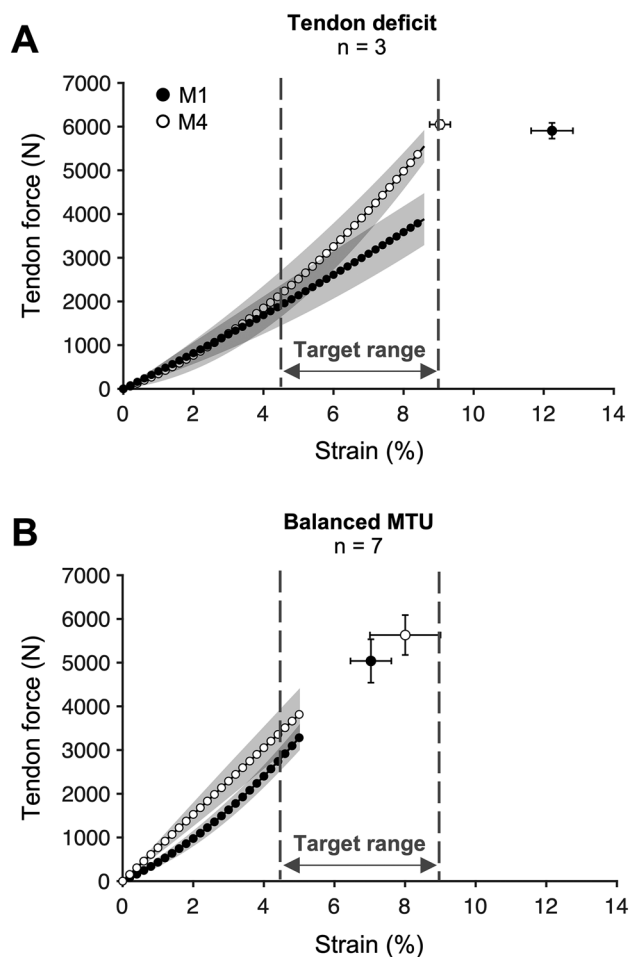 A
Tendon deficit
n = 3
7000
6000
5000
4000
3000
2000
1000
0
Tendon force (N)
M1
M4
Target range
0 2 4 6 8 10 12 14
Strain (%)
B
Balanced MTU
n = 7
7000
6000
5000
4000
3000
2000
1000
0
Tendon force (N)
Target range
0 2 4 6 8 10 12 14
Strain (%)